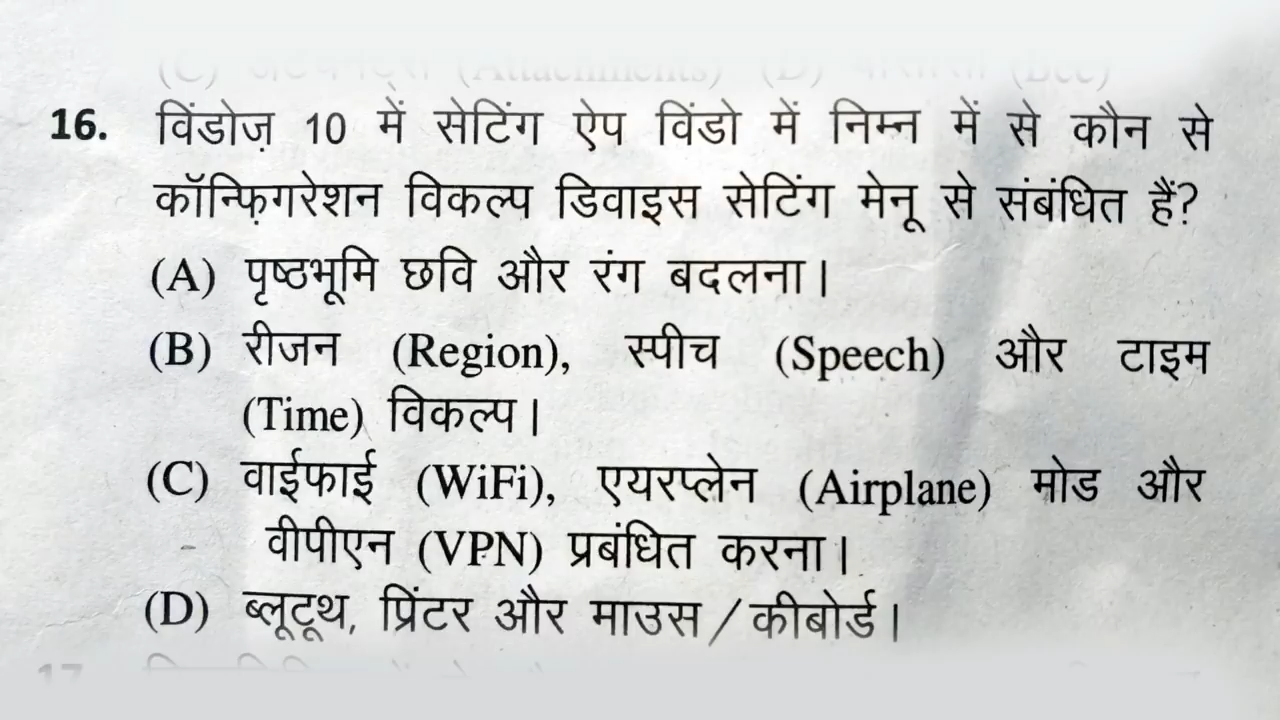 16. विंडोज़ 10 में सेटिंग ऐप विंडो में निम्न में से कौन से
कॉन्फ़िगरेशन विकल्प डिवाइस सेटिंग मेनू से संबंधित हैं?
(A) पृष्ठभूमि छवि और रंग बदलना।
(B) रीजन (Region), स्पीच (Speech) और टाइम
(Time) विकल्प।
(C) वाईफाई (WiFi), एयरप्लेन (Airplane) मोड और
वीपीएन (VPN) प्रबंधित करना।
(D) ब्लूटूथ, प्रिंटर और माउस / कीबोर्ड।